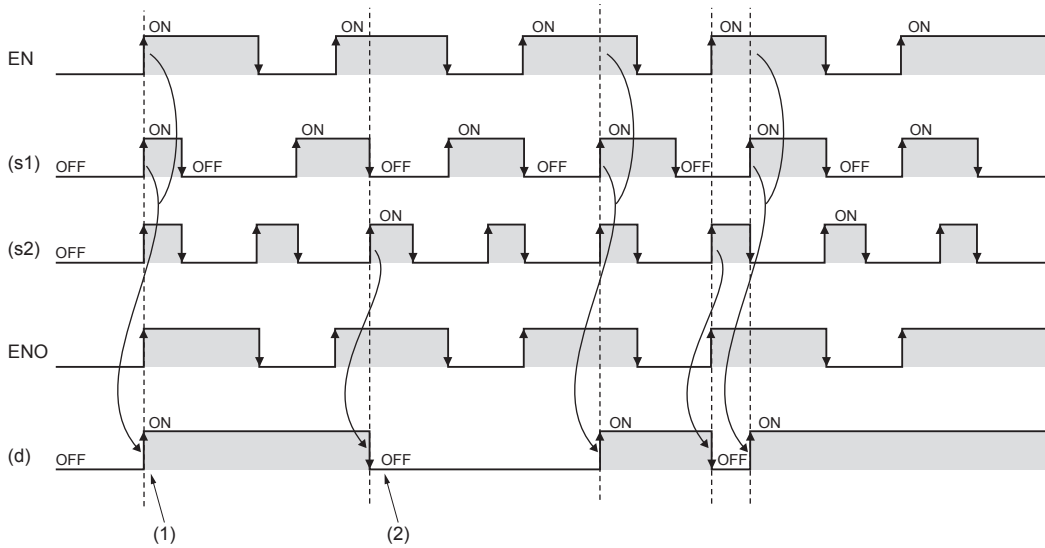 ON ON ON ON ON
EN
ON ON ON ON ON ON
(s1) OFF OFF OFF OFF OFF OFF
ON ON
(s2) OFF
ENO
ON ON ON
(d) OFF OFF OFF
(1) (2)